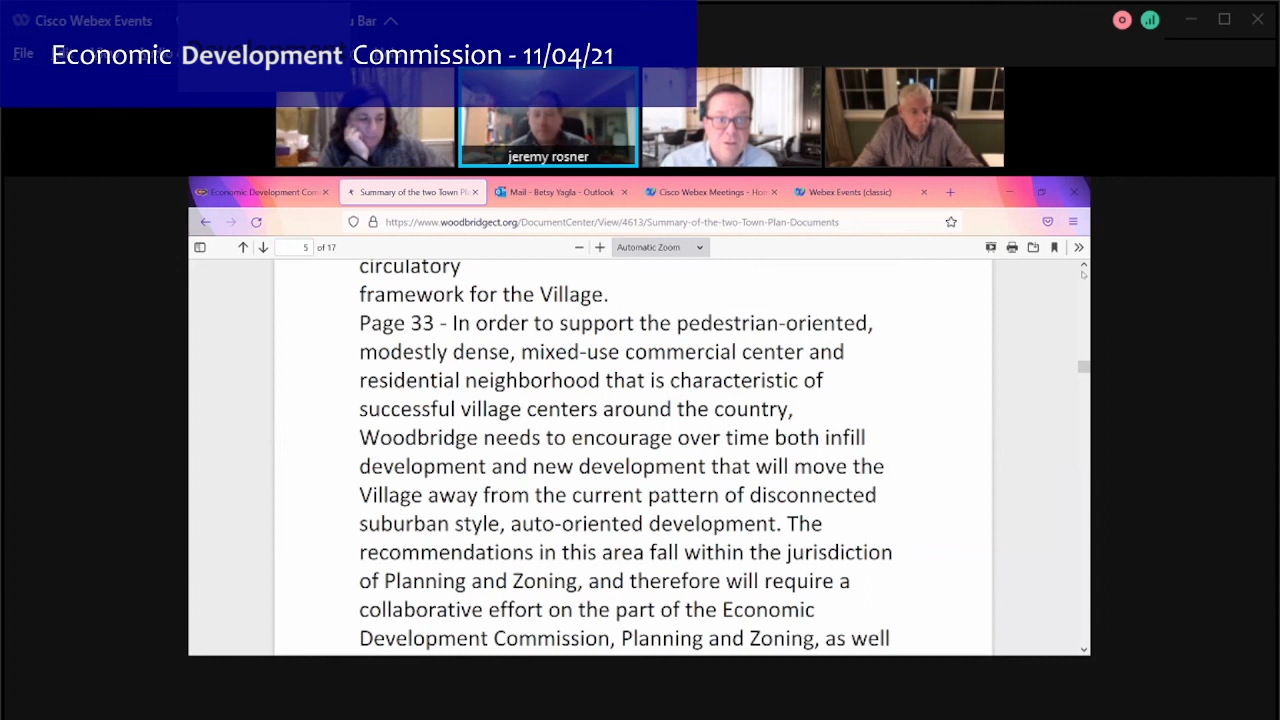 Cisco Webex Events
u Bar
File
Economic Development Commission - 11/04/21
jeremy rosner
Economic Development Com
Summary of the two Town Pl
Mail - Betsy Yagla - Outlook
Cisco Webex Meetings - Ho
Webex Events (classic)
https://www.woodbridgect.org/DocumentCenter/View/4613/Summary-of-the-two-Town-Plan-Documents
5 of 17
Automatic Zoom
circulatory
framework for the Village.
Page 33 - In order to support the pedestrian-oriented,
modestly dense, mixed-use commercial center and
residential neighborhood that is characteristic of
successful village centers around the country,
Woodbridge needs to encourage over time both infill
development and new development that will move the
Village away from the current pattern of disconnected
suburban style, auto-oriented development. The
recommendations in this area fall within the jurisdiction
of Planning and Zoning, and therefore will require a
collaborative effort on the part of the Economic
Development Commission, Planning and Zoning, as well